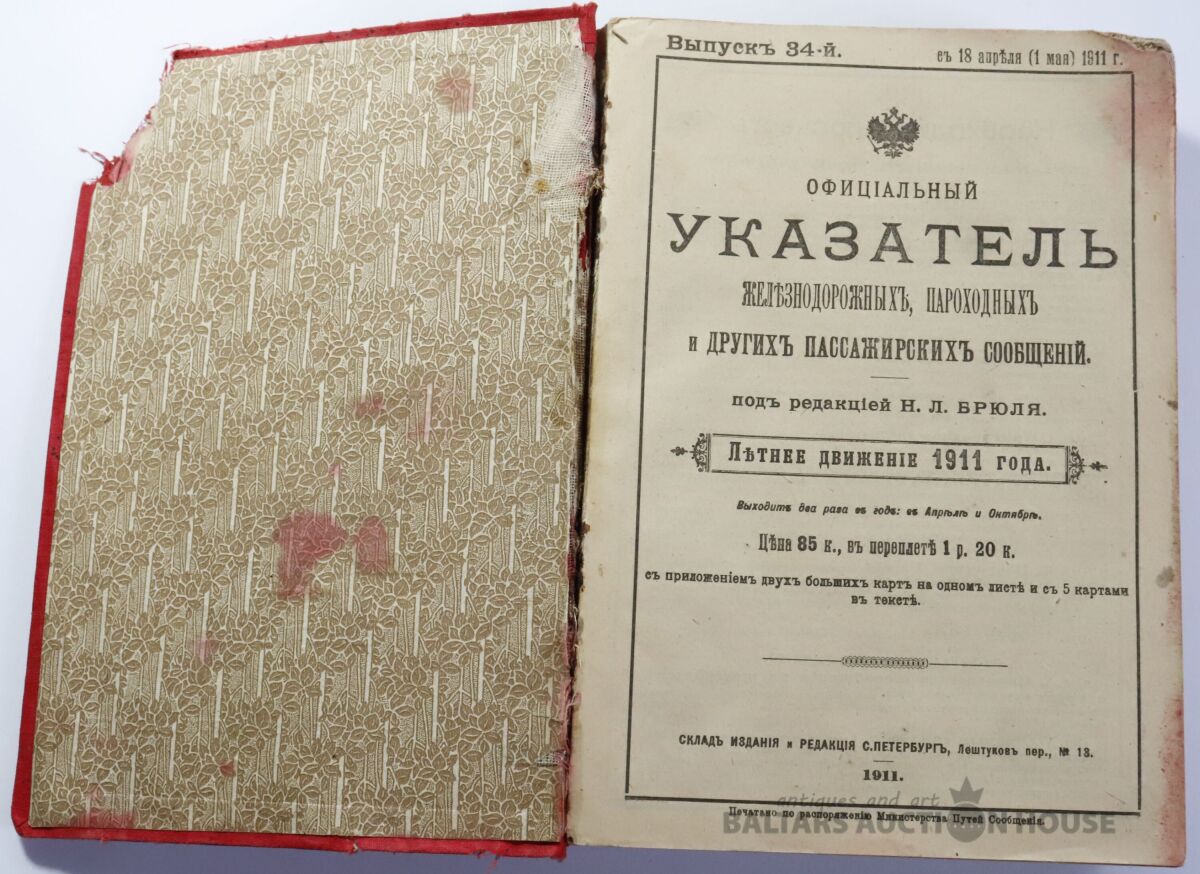 Выпускъ 34-й.
съ 18 апрѣля (1 мая) 1911 г.
ОФИЦІАЛЬНЫЙ
УКАЗАТЕЛЬ
ЖЕЛѢЗНОДОРОЖНЫХЪ, ПАРОХОДНЫХЪ
И ДРУГИХЪ ПАССАЖИРСКИХЪ СООБЩЕНІЙ.
подъ редакціей Н. Л. БРЮЛЯ.
Лѣтнее движеніе 1911 года.
Выходитъ два раза въ годъ: въ Апрѣлѣ и Октябрѣ.
Цѣна 85 к., въ переплетѣ 1 р. 20 к.
съ приложеніемъ двухъ большихъ картъ на одномъ листѣ и съ 5 картами
въ текстѣ.
СКЛАДЪ ИЗДАНІЯ и РЕДАКЦІЯ С.ПЕТЕРБУРГЪ, Лештуковъ пер., № 13.
1911.
antiques and art
BALTARS AUCTION HOUSE
Печатано по распоряженію Министерства Путей Сообщенія.